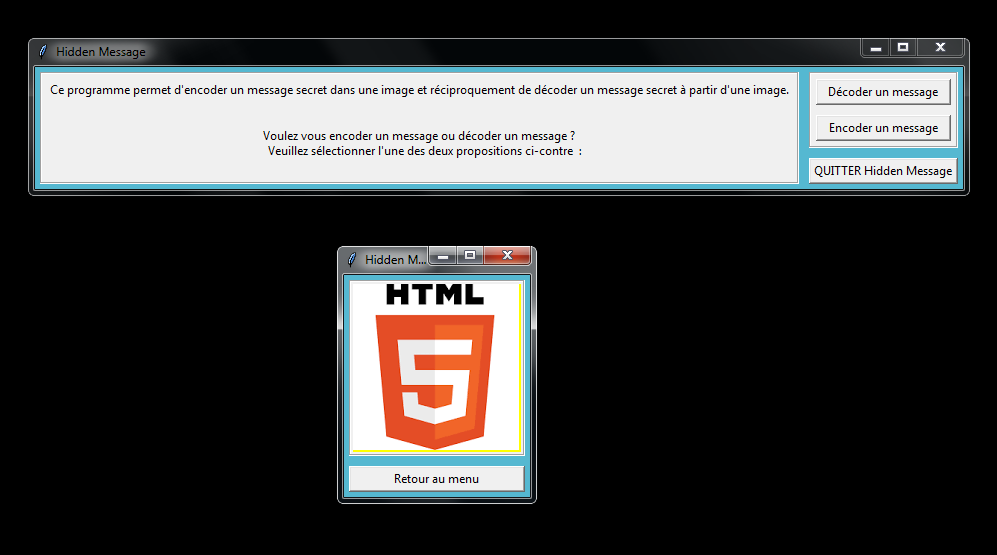 Hidden Message
Ce programme permet d'encoder un message secret dans une image et réciproquement de décoder un message secret à partir d'une image.
Voulez vous encoder un message ou décoder un message ?
Veuillez sélectionner l'une des deux propositions ci-contre :
Décoder un message
Encoder un message
QUITTER Hidden Message
Hidden M...
HTML
5
Retour au menu